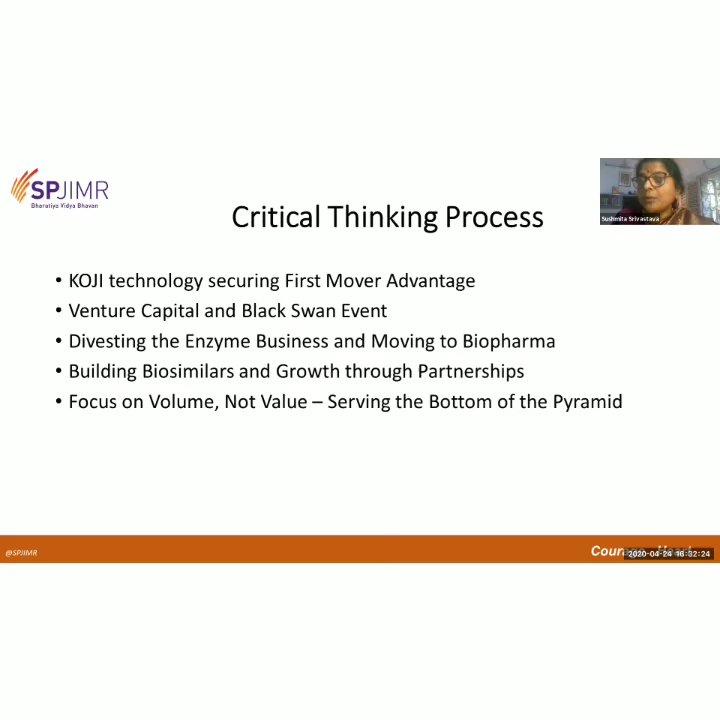 SPJIMR
Bharatiya Vidya Bhavan
Sushmita Srivastava
Critical Thinking Process
• KOJI technology securing First Mover Advantage
• Venture Capital and Black Swan Event
• Divesting the Enzyme Business and Moving to Biopharma
• Building Biosimilars and Growth through Partnerships
• Focus on Volume, Not Value – Serving the Bottom of the Pyramid
@SPJIMR
2020-04-24 16:32:24